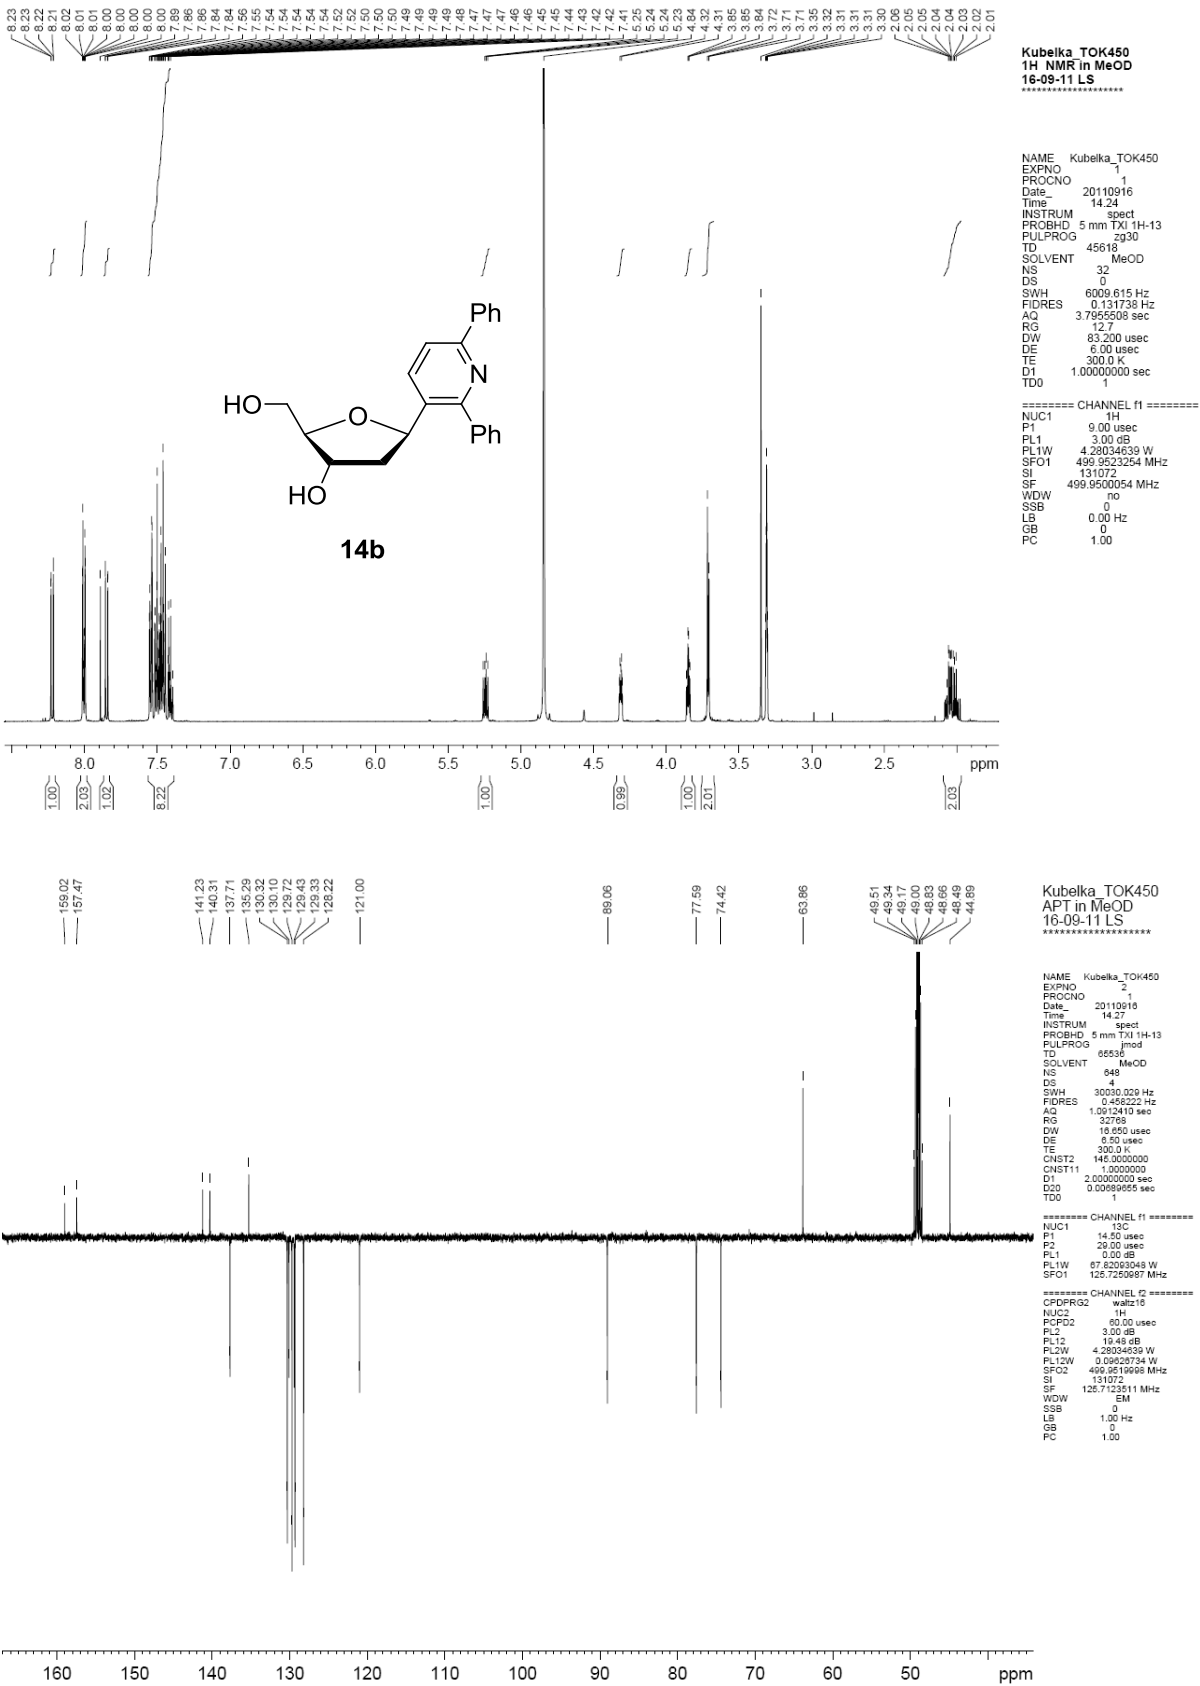 8.23
8.23
8.22
8.21
8.02
8.01
8.01
8.00
8.00
8.00
8.00
7.89
7.86
7.86
7.84
7.84
7.56
7.55
7.54
7.54
7.54
7.54
7.54
7.52
7.52
7.50
7.50
7.50
7.49
7.49
7.49
7.49
7.48
7.47
7.47
7.47
7.46
7.46
7.45
7.45
7.44
7.43
7.42
7.42
7.41
5.25
5.24
5.24
5.23
4.84
4.32
4.31
3.85
3.85
3.84
3.72
3.71
3.71
3.35
3.32
3.31
3.31
3.31
3.30
2.06
2.05
2.05
2.04
2.04
2.03
2.02
2.01
Kubelka_TOK450
1H NMR in MeOD
16-09-11 LS
********************
NAME Kubelka_TOK450
EXPNO 1
PROCNO 1
Date_ 20110916
Time 14.24
INSTRUM spect
PROBHD 5 mm TXI 1H-13
PULPROG zg30
TD 45618
SOLVENT MeOD
NS 32
DS 0
SWH 6009.615 Hz
FIDRES 0.131738 Hz
AQ 3.7955508 sec
RG 12.7
DW 83.200 usec
DE 6.00 usec
TE 300.0 K
D1 1.00000000 sec
TD0 1
======== CHANNEL f1 ========
NUC1 1H
P1 9.00 usec
PL1 3.00 dB
PL1W 4.28034639 W
SFO1 499.9523254 MHz
SI 131072
SF 499.9500054 MHz
WDW no
SSB 0
LB 0.00 Hz
GB 0
PC 1.00
Ph
N
HO
O
Ph
HO
14b
8.0 7.5 7.0 6.5 6.0 5.5 5.0 4.5 4.0 3.5 3.0 2.5 ppm
1.00 2.03 1.02 8.22 1.00 0.99 1.00 2.01 2.03
159.02
157.47
141.23
140.31
137.71
135.29
130.32
130.10
129.72
129.43
129.33
128.22
121.00
89.06
77.59
74.42
63.86
49.51
49.34
49.17
49.00
48.83
48.66
48.49
44.89
Kubelka_TOK450
APT in MeOD
16-09-11 LS
*******************
NAME Kubelka_TOK450
EXPNO 2
PROCNO 1
Date_ 20110916
Time 14.27
INSTRUM spect
PROBHD 5 mm TXI 1H-13
PULPROG jmod
TD 65536
SOLVENT MeOD
NS 648
DS 4
SWH 30030.029 Hz
FIDRES 0.458222 Hz
AQ 1.0912410 sec
RG 32768
DW 16.650 usec
DE 6.50 usec
TE 300.0 K
CNST2 145.0000000
CNST11 1.0000000
D1 2.00000000 sec
D20 0.00689655 sec
TD0 1
======== CHANNEL f1 ========
NUC1 13C
P1 14.50 usec
P2 29.00 usec
PL1 0.00 dB
PL1W 67.82093048 W
SFO1 125.7250987 MHz
======== CHANNEL f2 ========
CPDPRG2 waltz16
NUC2 1H
PCPD2 60.00 usec
PL2 3.00 dB
PL12 19.48 dB
PL2W 4.28034639 W
PL12W 0.09626734 W
SFO2 499.9519998 MHz
SI 131072
SF 125.7123511 MHz
WDW EM
SSB 0
LB 1.00 Hz
GB 0
PC 1.00
160 150 140 130 120 110 100 90 80 70 60 50 ppm